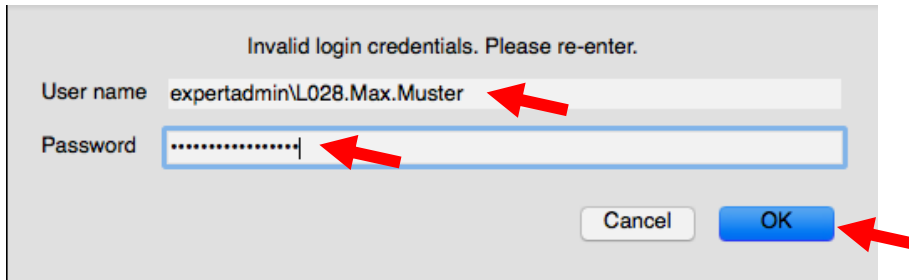 Invalid login credentials. Please re-enter.
User name expertadmin\L028.Max.Muster
Password •••••••••••••••••
Cancel OK